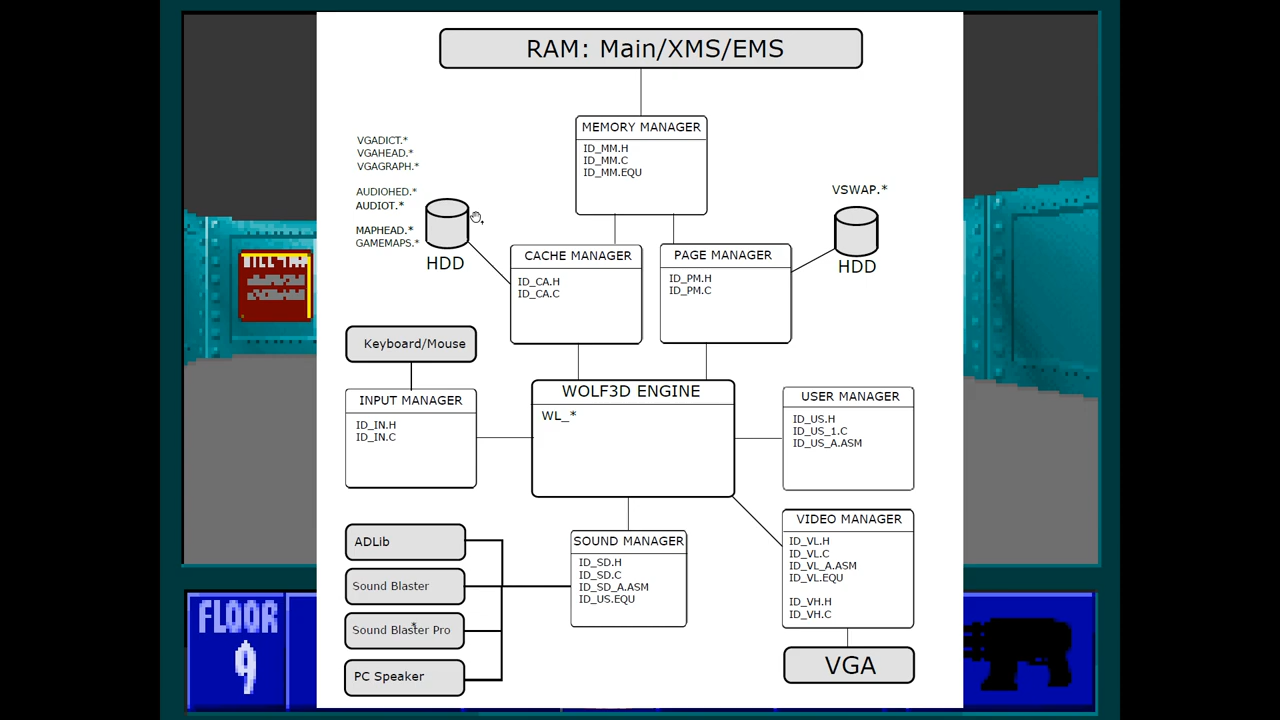 RAM: Main/XMS/EMS
MEMORY MANAGER
ID_MM.H
ID_MM.C
ID_MM.EQU
VGADICT.*
VGAHEAD.*
VGAGRAPH.*
AUDIOHED.*
AUDIOT.*
MAPHEAD.*
GAMEMAPS.*
HDD
VSWAP.*
HDD
CACHE MANAGER
ID_CA.H
ID_CA.C
PAGE MANAGER
ID_PM.H
ID_PM.C
Keyboard/Mouse
INPUT MANAGER
ID_IN.H
ID_IN.C
WOLF3D ENGINE
WL_*
USER MANAGER
ID_US.H
ID_US_1.C
ID_US_A.ASM
ADLib
Sound Blaster
Sound Blaster Pro
PC Speaker
SOUND MANAGER
ID_SD.H
ID_SD.C
ID_SD_A.ASM
ID_US.EQU
VIDEO MANAGER
ID_VL.H
ID_VL.C
ID_VL_A.ASM
ID_VL.EQU
ID_VH.H
ID_VH.C
VGA
FLOOR
9